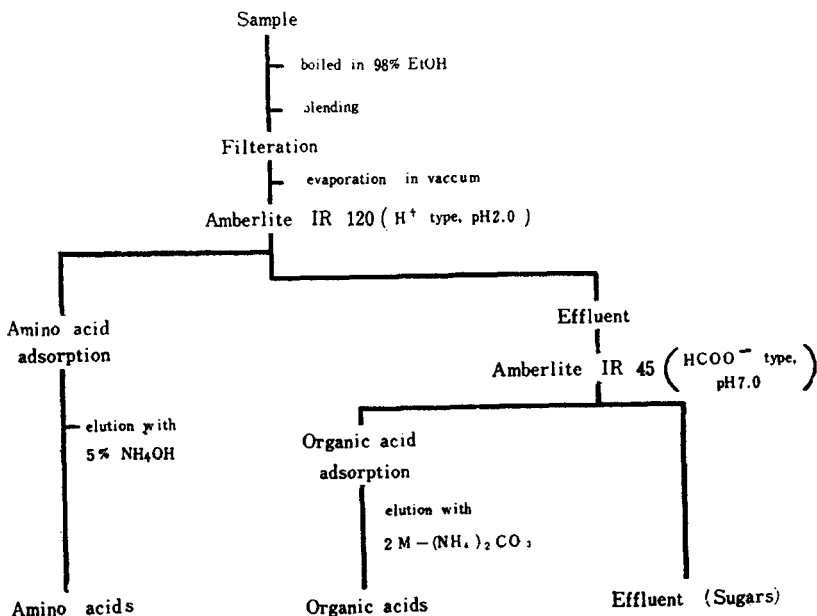 Sample
boiled in 98% EtOH
blending
Filteration
evaporation in vaccum
Amberlite IR 120 ( H⁺ type, pH2.0 )
Amino acid
adsorption
Effluent
Amberlite IR 45 ( HCOO⁻ type,
pH7.0 )
elution with
5% NH₄OH
Organic acid
adsorption
elution with
2 M-(NH₄)₂CO₃
Amino acids
Organic acids
Effluent (Sugars)